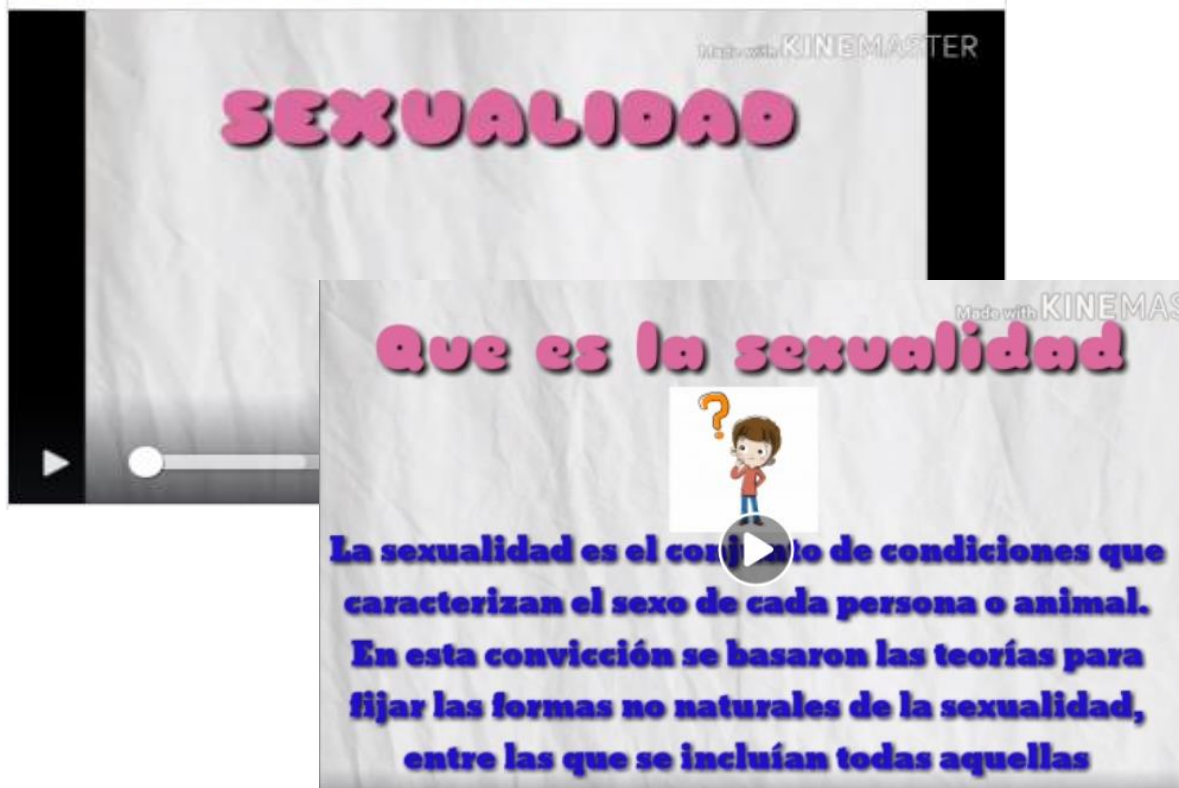 Made with KINEMASTER
SEXUALIDAD
Made with KINEMAS
Que es la sexualidad
?
La sexualidad es el conjunto de condiciones que
caracterizan el sexo de cada persona o animal.
En esta convicción se basaron las teorías para
fijar las formas no naturales de la sexualidad,
entre las que se incluían todas aquellas